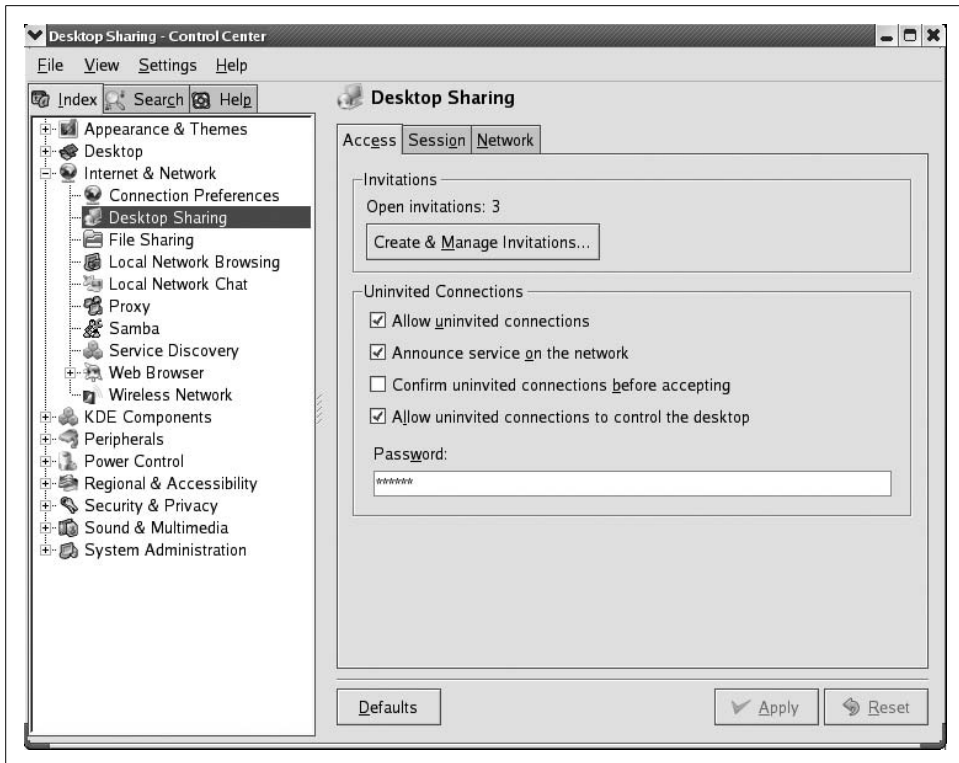 Desktop Sharing - Control Center
File View Settings Help
Index Search Help
Appearance & Themes
Desktop
Internet & Network
Connection Preferences
Desktop Sharing
File Sharing
Local Network Browsing
Local Network Chat
Proxy
Samba
Service Discovery
Web Browser
Wireless Network
KDE Components
Peripherals
Power Control
Regional & Accessibility
Security & Privacy
Sound & Multimedia
System Administration
Desktop Sharing
Access Session Network
Invitations
Open invitations: 3
Create & Manage Invitations...
Uninvited Connections
Allow uninvited connections
Announce service on the network
Confirm uninvited connections before accepting
Allow uninvited connections to control the desktop
Password:
******
Defaults Apply Reset